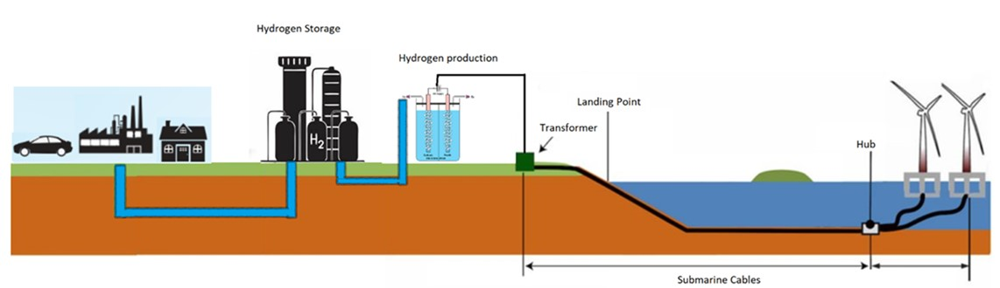 Hydrogen Storage
Hydrogen production
Landing Point
Transformer
H2
Hub
Submarine Cables